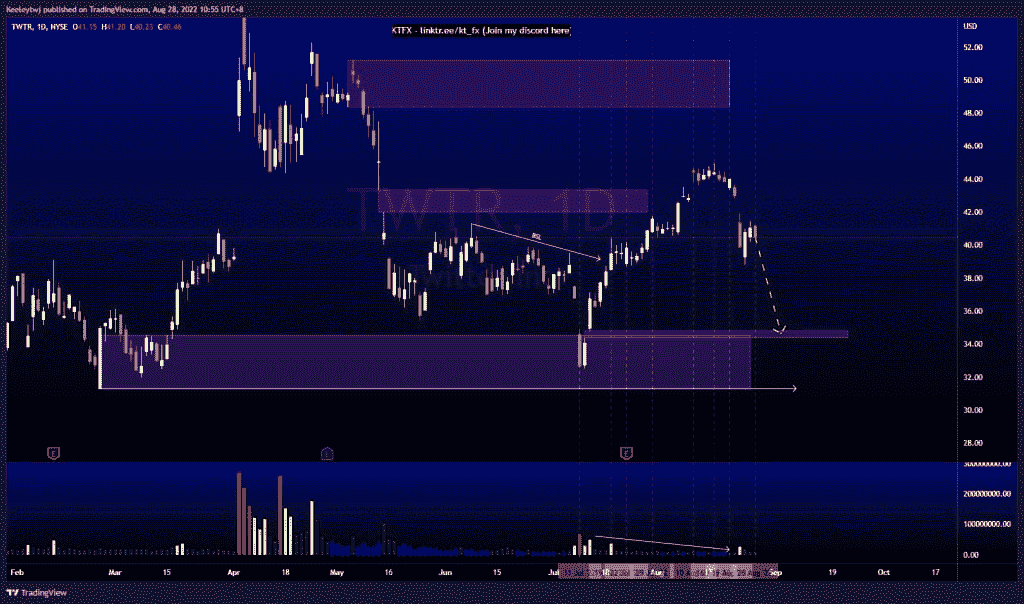 Keeleytwj published on TradingView.com, Aug 28, 2022 10:55 UTC+8
TWTR, 1D, NYSE O41.15 H41.20 L40.23 C40.46
KTFX - linktr.ee/kt_fx (Join my discord here)
USD
52.00
50.00
48.00
46.00
44.00
TWTR, 1D
42.00
40.00
38.00
36.00
34.00
32.00
30.00
28.00
E
E
300000000.00
200000000.00
100000000.00
0.00
Feb
Mar
15
Apr
18
May
16
Jun
15
Jul
18
Aug
Sep
19
Oct
17
TradingView